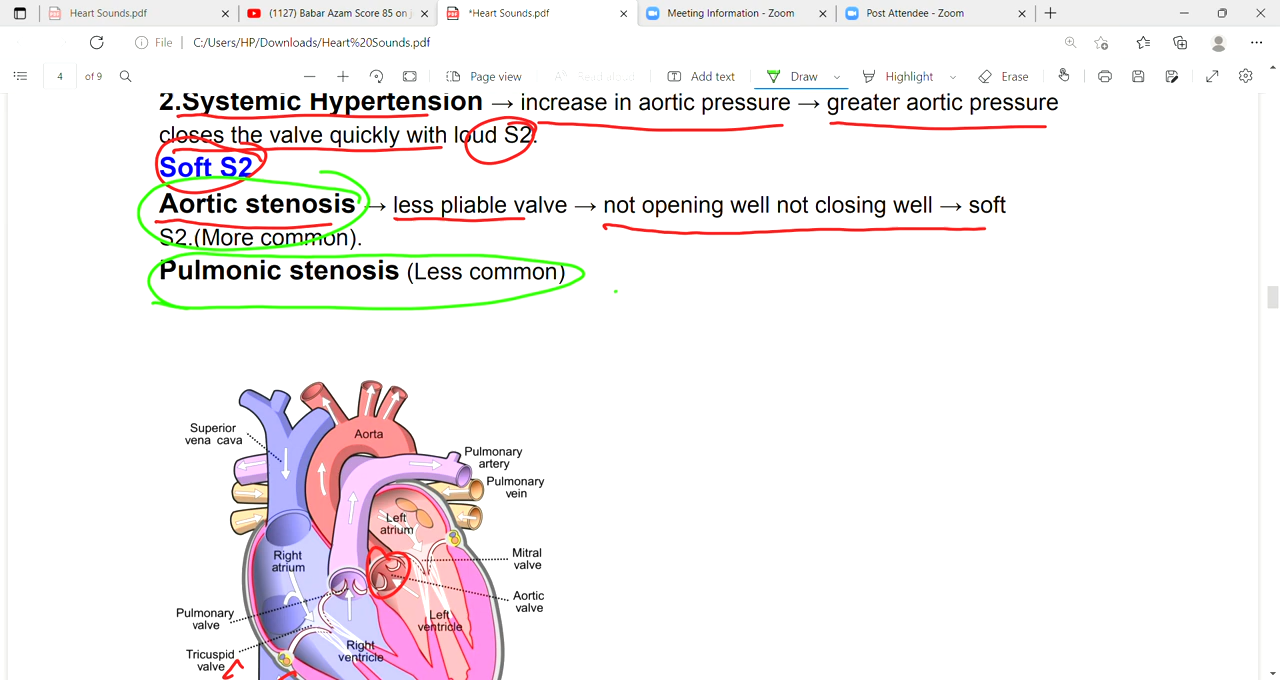 Heart Sounds.pdf
(1127) Babar Azam Score 85 on j
*Heart Sounds.pdf
Meeting Information - Zoom
Post Attendee - Zoom
File
C:/Users/HP/Downloads/Heart%20Sounds.pdf
4 of 9
Page view
Read aloud
Add text
Draw
Highlight
Erase
2.Systemic Hypertension → increase in aortic pressure → greater aortic pressure
closes the valve quickly with loud S2.
Soft S2
Aortic stenosis → less pliable valve → not opening well not closing well → soft
S2.(More common).
Pulmonic stenosis (Less common)
Superior
vena cava
Aorta
Pulmonary
artery
Pulmonary
vein
Left
atrium
Right
atrium
Mitral
valve
Aortic
valve
Pulmonary
valve
Left
ventricle
Right
ventricle
Tricuspid
valve